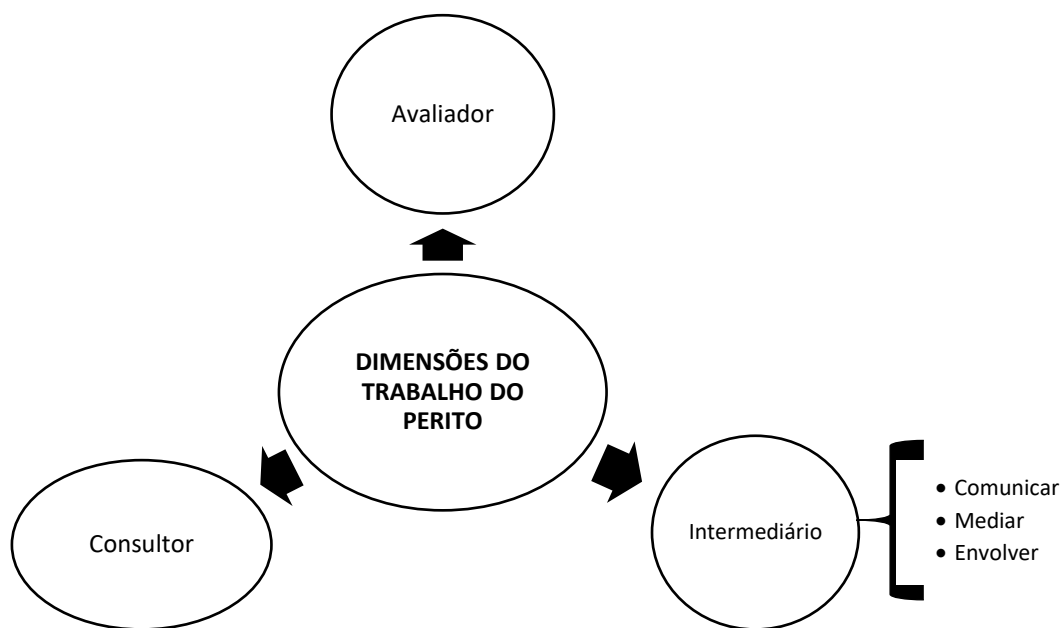 Avaliador
DIMENSÕES DO
TRABALHO DO
PERITO
Consultor
Intermediário
• Comunicar
• Mediar
• Envolver